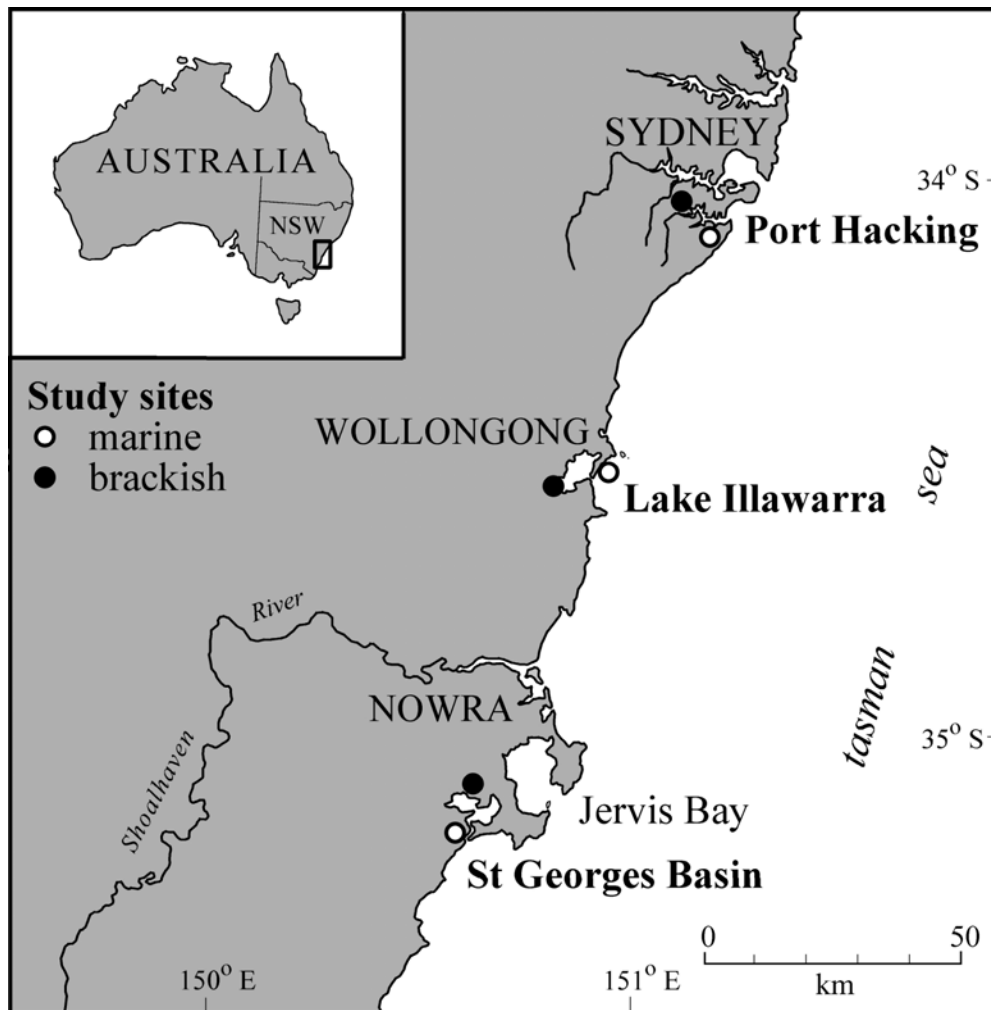 AUSTRALIA
NSW
SYDNEY
34° S
Port Hacking
Study sites
marine
brackish
WOLLONGONG
Lake Illawarra
sea
River
NOWRA
tasman
35° S
Shoalhaven
Jervis Bay
St Georges Basin
0 50
km
150° E 151° E